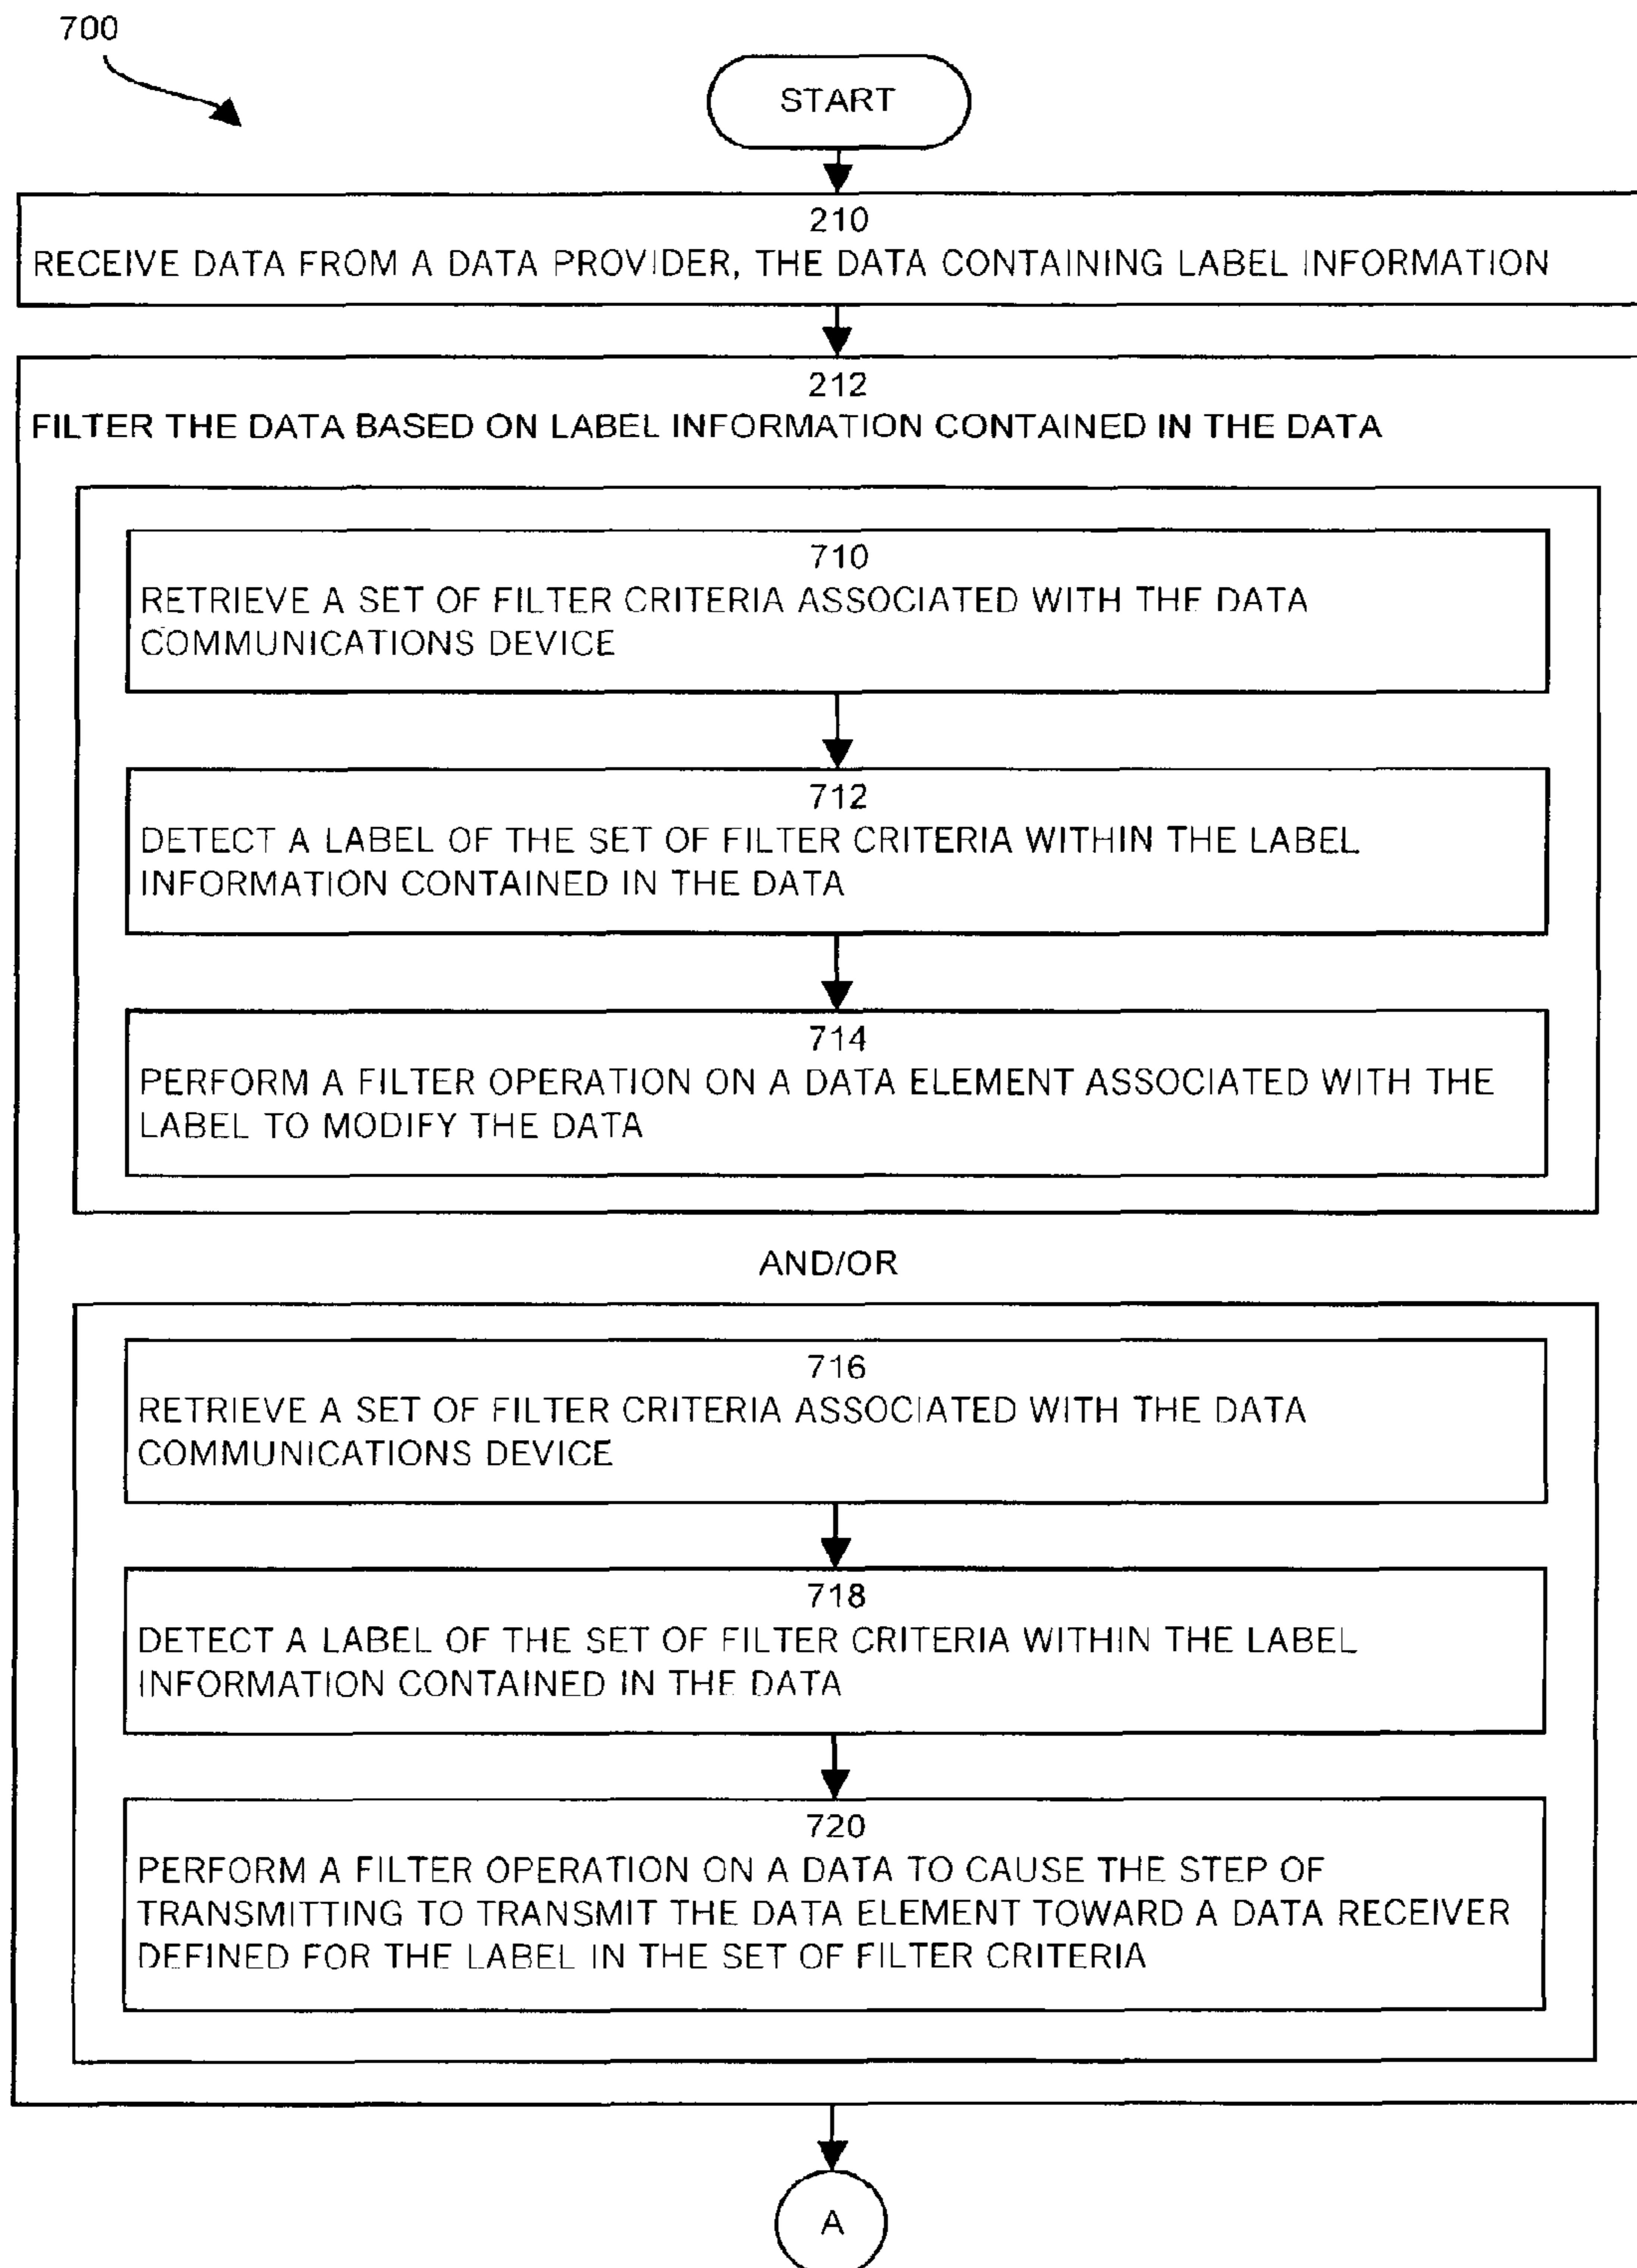 700
START
210
RECEIVE DATA FROM A DATA PROVIDER, THE DATA CONTAINING LABEL INFORMATION
212
FILTER THE DATA BASED ON LABEL INFORMATION CONTAINED IN THE DATA
710
RETRIEVE A SET OF FILTER CRITERIA ASSOCIATED WITH THE DATA
COMMUNICATIONS DEVICE
712
DETECT A LABEL OF THE SET OF FILTER CRITERIA WITHIN THE LABEL
INFORMATION CONTAINED IN THE DATA
714
PERFORM A FILTER OPERATION ON A DATA ELEMENT ASSOCIATED WITH THE
LABEL TO MODIFY THE DATA
AND/OR
716
RETRIEVE A SET OF FILTER CRITERIA ASSOCIATED WITH THE DATA
COMMUNICATIONS DEVICE
718
DETECT A LABEL OF THE SET OF FILTER CRITERIA WITHIN THE LABEL
INFORMATION CONTAINED IN THE DATA
720
PERFORM A FILTER OPERATION ON A DATA TO CAUSE THE STEP OF
TRANSMITTING TO TRANSMIT THE DATA ELEMENT TOWARD A DATA RECEIVER
DEFINED FOR THE LABEL IN THE SET OF FILTER CRITERIA
A